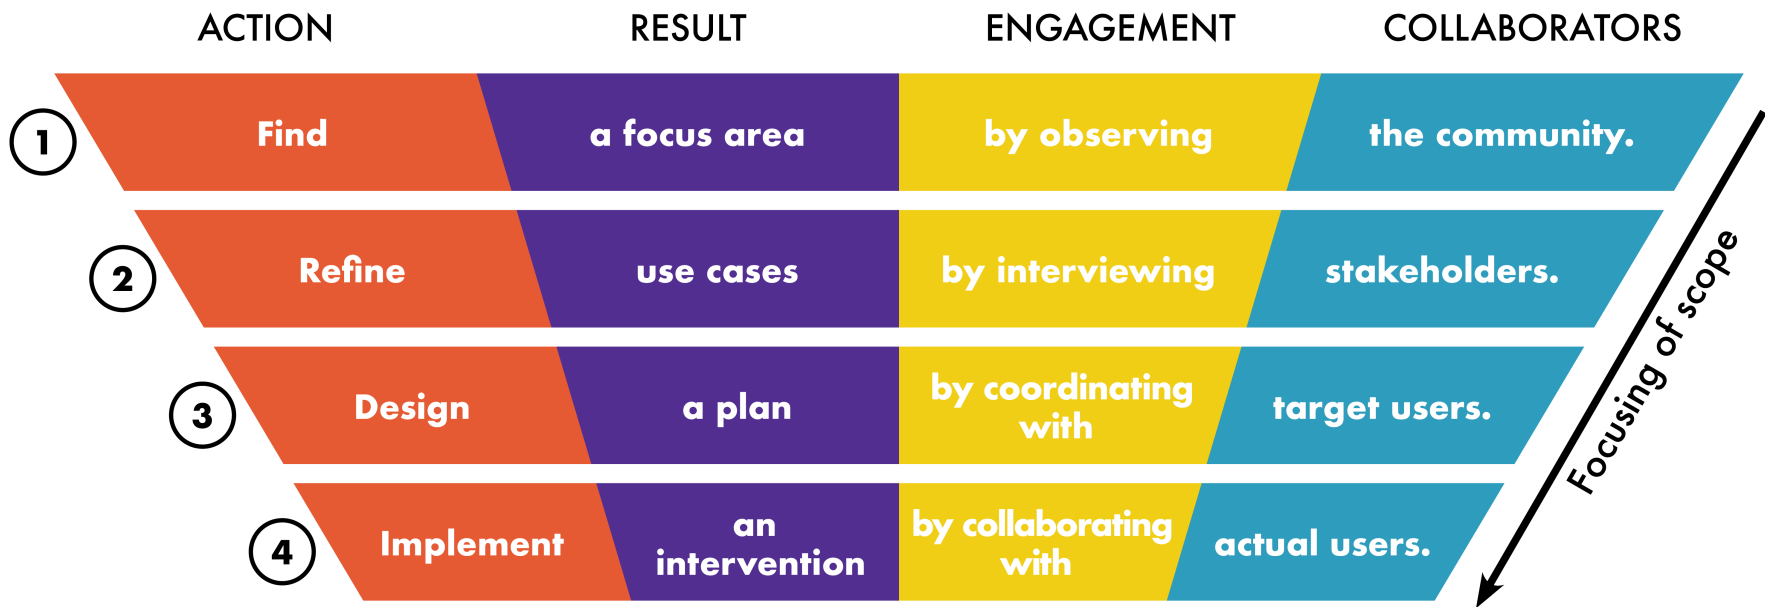 ACTION RESULT ENGAGEMENT COLLABORATORS
1 Find a focus area by observing the community.
2 Refine use cases by interviewing stakeholders.
3 Design a plan by coordinating
with target users.
4 Implement an
intervention by collaborating
with actual users.
Focusing of scope